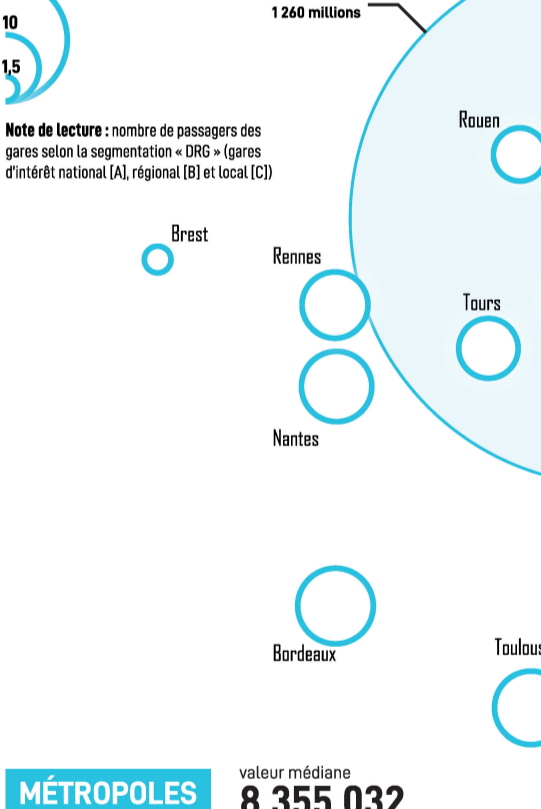 10
1,5
1 260 millions
Note de lecture : nombre de passagers des
gares selon la segmentation « DRG » (gares
d'intérêt national [A], régional [B] et local [C])
Rouen
Brest
Rennes
Tours
Nantes
Bordeaux
Toulous
MÉTROPOLES
valeur médiane
8 355 032